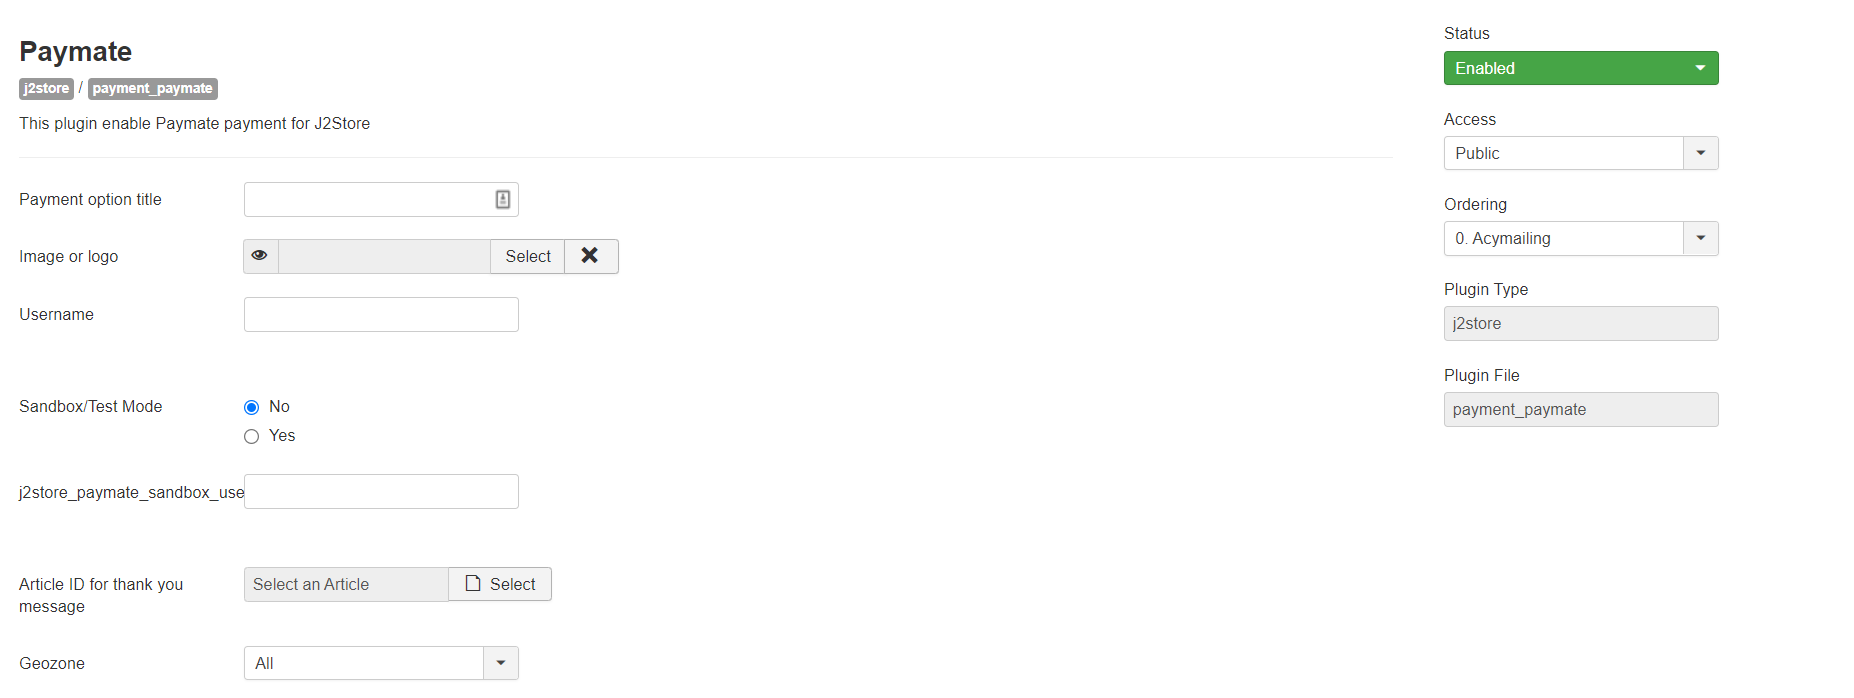 Paymate
j2store / payment_paymate
This plugin enable Paymate payment for J2Store
Payment option title
Image or logo
Select
Username
Sandbox/Test Mode
No
Yes
j2store_paymate_sandbox_use
Article ID for thank you
message
Select an Article
Select
Geozone
All
Status
Enabled
Access
Public
Ordering
0. Acymailing
Plugin Type
j2store
Plugin File
payment_paymate